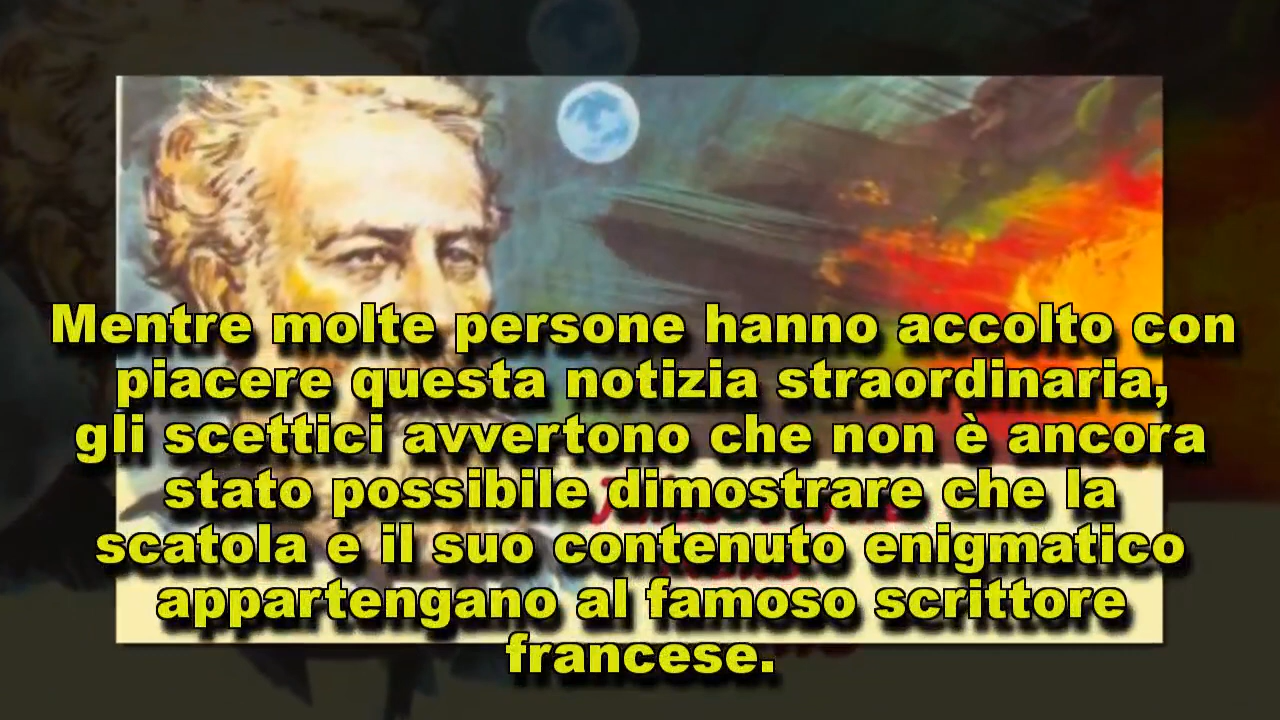 Mentre molte persone hanno accolto con
piacere questa notizia straordinaria,
gli scettici avvertono che non è ancora
stato possibile dimostrare che la
scatola e il suo contenuto enigmatico
appartengano al famoso scrittore
francese.